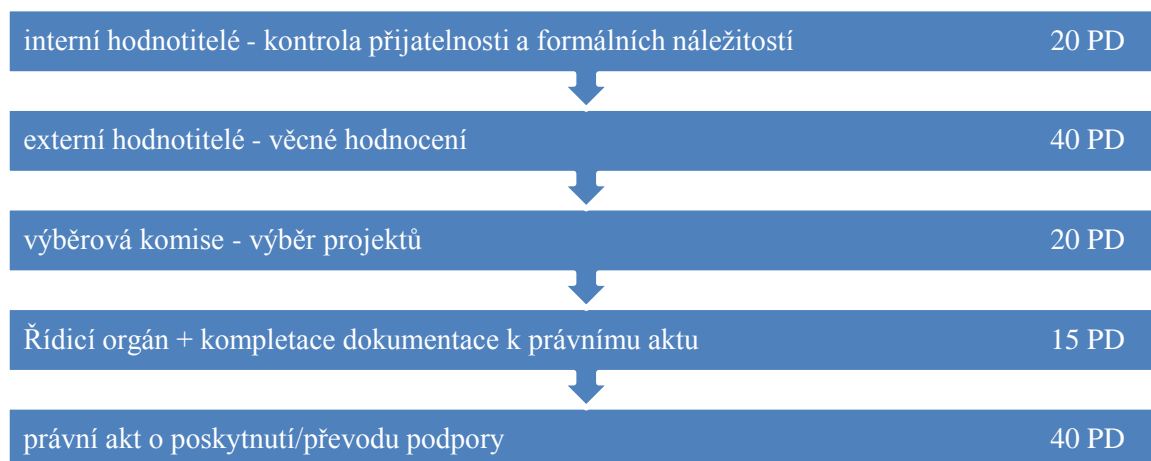 interní hodnotitelé - kontrola přijatelnosti a formálních náležitostí 20 PD
externí hodnotitelé - věcné hodnocení 40 PD
výběrová komise - výběr projektů 20 PD
Řídicí orgán + kompletace dokumentace k právnímu aktu 15 PD
právní akt o poskytnutí/převodu podpory 40 PD